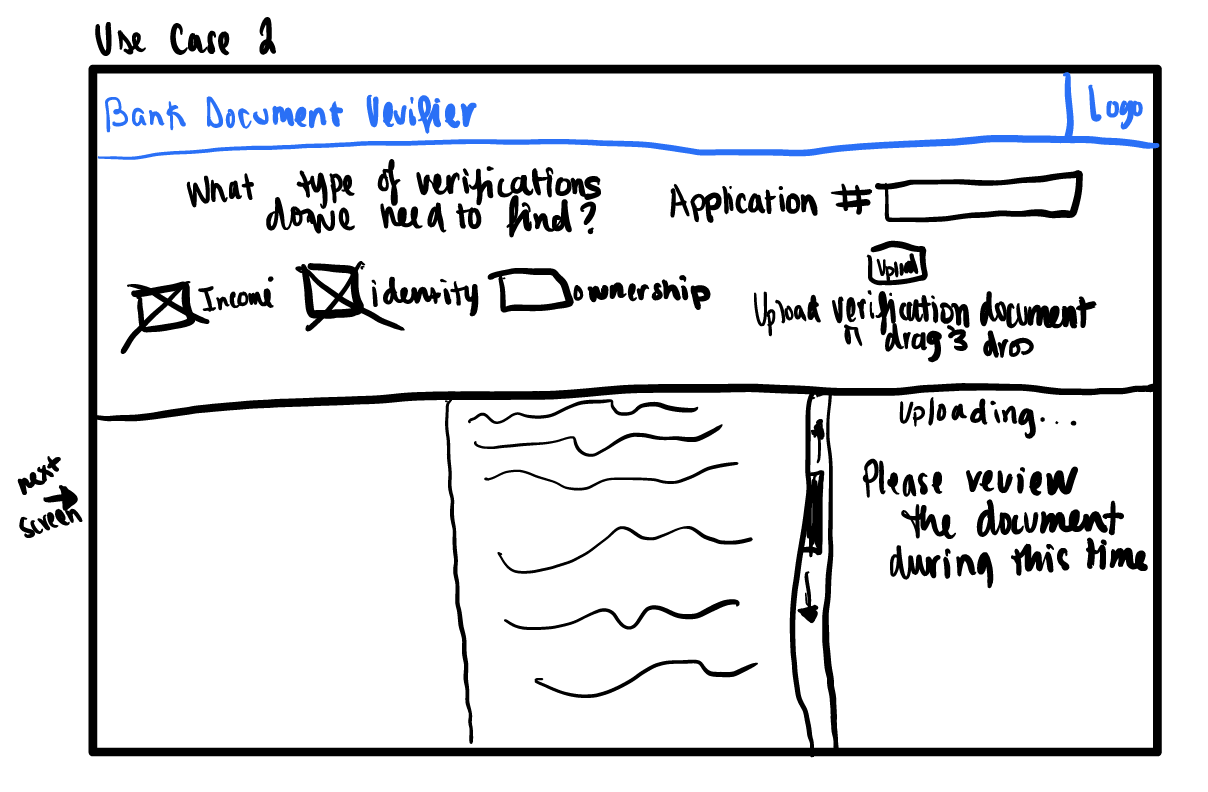 Use Case 2
Bank Document Verifier
Logo
What type of verifications
do we need to find?
Application #
Income
identity
ownership
Upload
Upload verification document
drag & drop
Uploading...
Please review
the document
during this time
next
screen